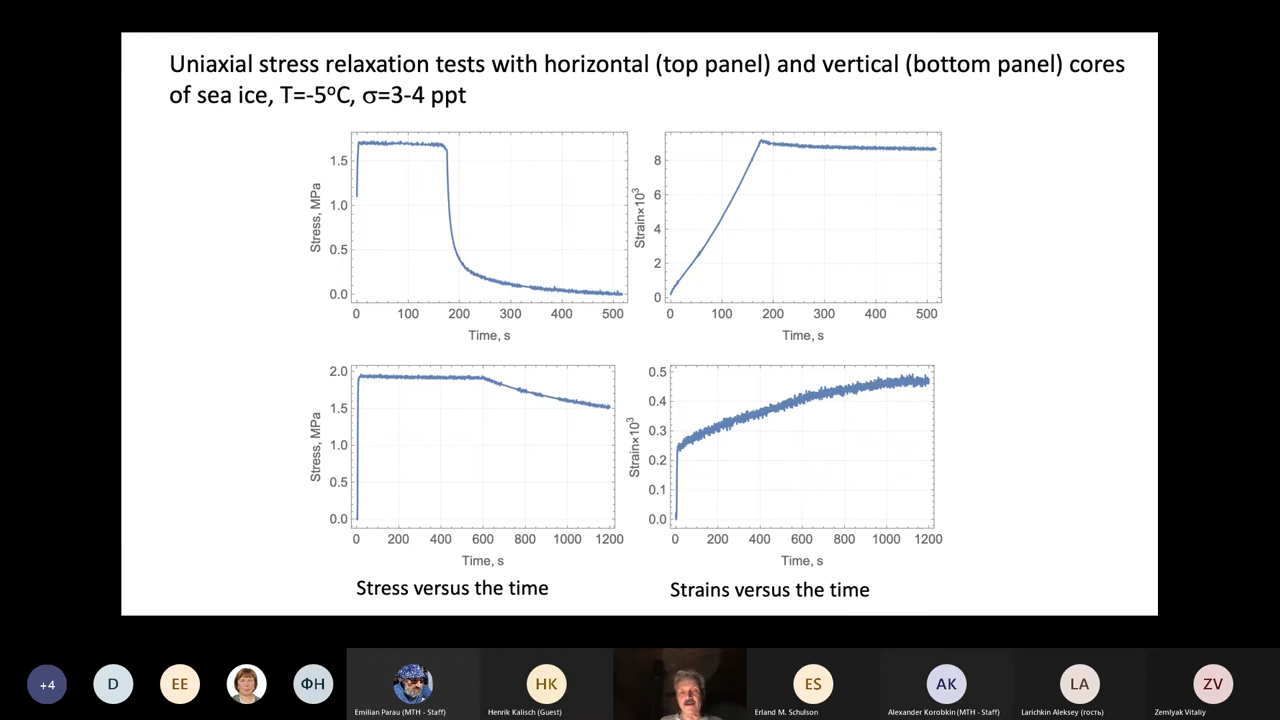 Uniaxial stress relaxation tests with horizontal (top panel) and vertical (bottom panel) cores
of sea ice, T=-5°C, σ=3-4 ppt
Stress, MPa
1.5
1.0
0.5
0.0
0 100 200 300 400 500
Time, s
Strain×10³
8
6
4
2
0
0 100 200 300 400 500
Time, s
Stress, MPa
2.0
1.5
1.0
0.5
0.0
0 200 400 600 800 1000 1200
Time, s
Strain×10³
0.5
0.4
0.3
0.2
0.1
0.0
0 200 400 600 800 1000 1200
Time, s
Stress versus the time
Strains versus the time
+4
D
EE
ФН
Emilian Parau (MTH - Staff)
HK
Henrik Kalisch (Guest)
ES
Erland M. Schulson
AK
Alexander Korobkin (MTH - Staff)
LA
Larichkin Aleksey (гость)
ZV
Zemlyak Vitaliy